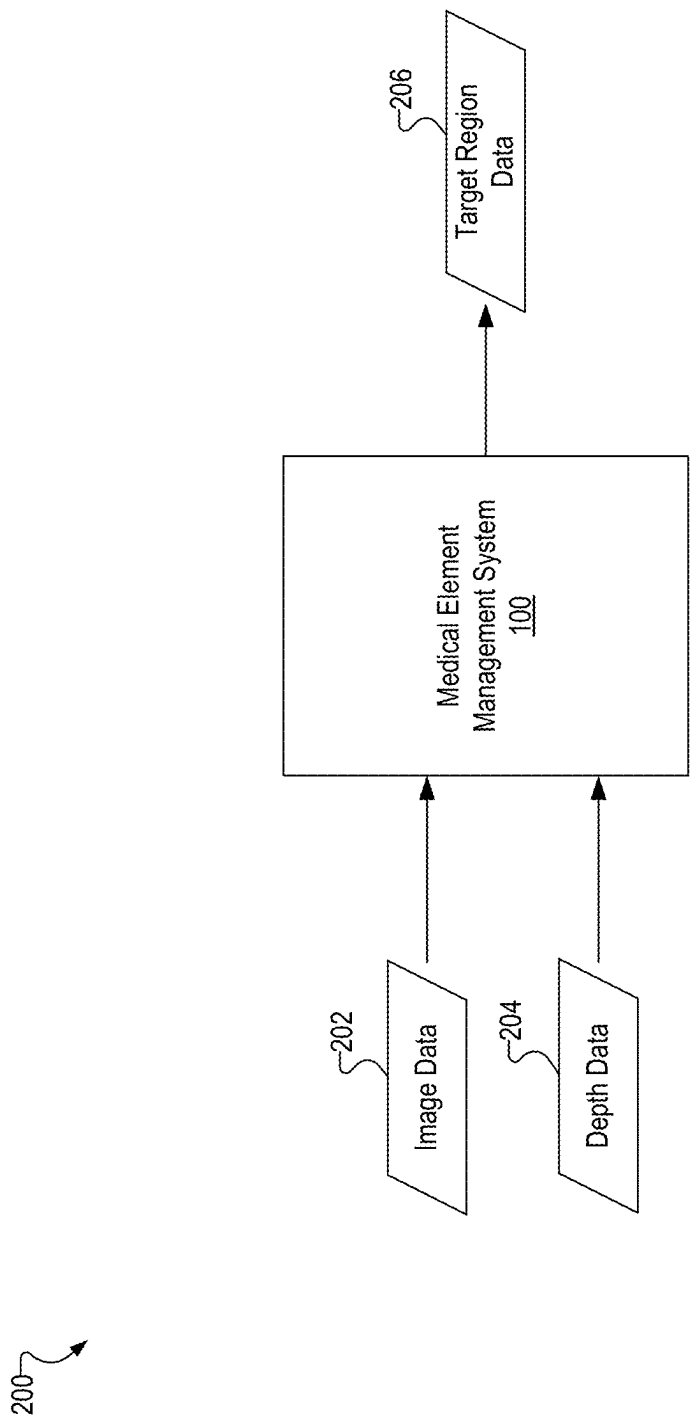 200
202
Image Data
204
Depth Data
Medical Element
Management System
100
206
Target Region
Data